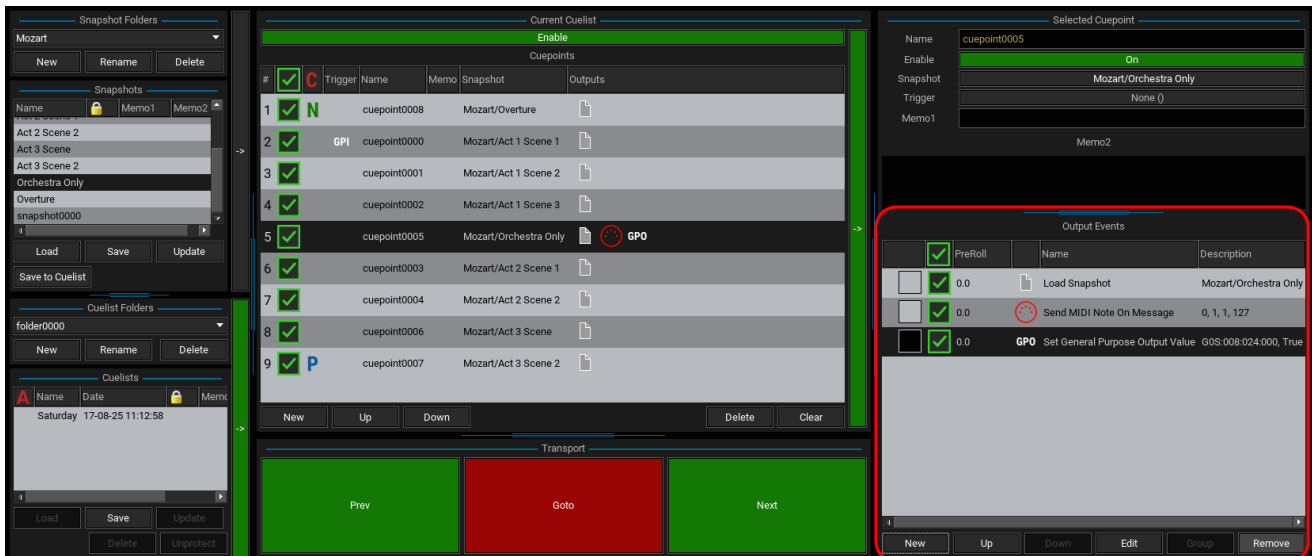 Snapshot Folders
Mozart
New Rename Delete
Snapshots
Name Memo1 Memo2
Act 2 Scene 2
Act 3 Scene
Act 3 Scene 2
Orchestra Only
Overture
snapshot0000
Load Save Update
Save to Cuelist
Cuelist Folders
folder0000
New Rename Delete
Cuelists
A Name Date Memo
Saturday 17-08-25 11:12:58
Load Save Update
Delete Unprotect
->
->
Current Cuelist
Enable
Cuepoints
# C Trigger Name Memo Snapshot Outputs
1 N cuepoint0008 Mozart/Overture
2 GPI cuepoint0000 Mozart/Act 1 Scene 1
3 cuepoint0001 Mozart/Act 1 Scene 2
4 cuepoint0002 Mozart/Act 1 Scene 3
5 cuepoint0005 Mozart/Orchestra Only GPO
6 cuepoint0003 Mozart/Act 2 Scene 1
7 cuepoint0004 Mozart/Act 2 Scene 2
8 cuepoint0006 Mozart/Act 3 Scene
9 P cuepoint0007 Mozart/Act 3 Scene 2
New Up Down Delete Clear
->
Transport
Prev Goto Next
Selected Cuepoint
Name cuepoint0005
Enable On
Snapshot Mozart/Orchestra Only
Trigger None ()
Memo1
Memo2
Output Events
PreRoll Name Description
0.0 Load Snapshot Mozart/Orchestra Only
0.0 Send MIDI Note On Message 0, 1, 1, 127
0.0 GPO Set General Purpose Output Value G0S:008:024:000, True
New Up Down Edit Group Remove